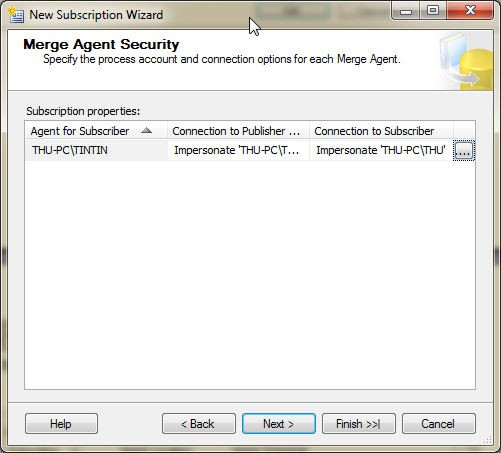 New Subscription Wizard
Merge Agent Security
Specify the process account and connection options for each Merge Agent.
Subscription properties:
Agent for Subscriber Connection to Publisher ... Connection to Subscriber
THU-PC\TINTIN Impersonate 'THU-PC\T... Impersonate 'THU-PC\THU' ...
Help < Back Next > Finish >>| Cancel